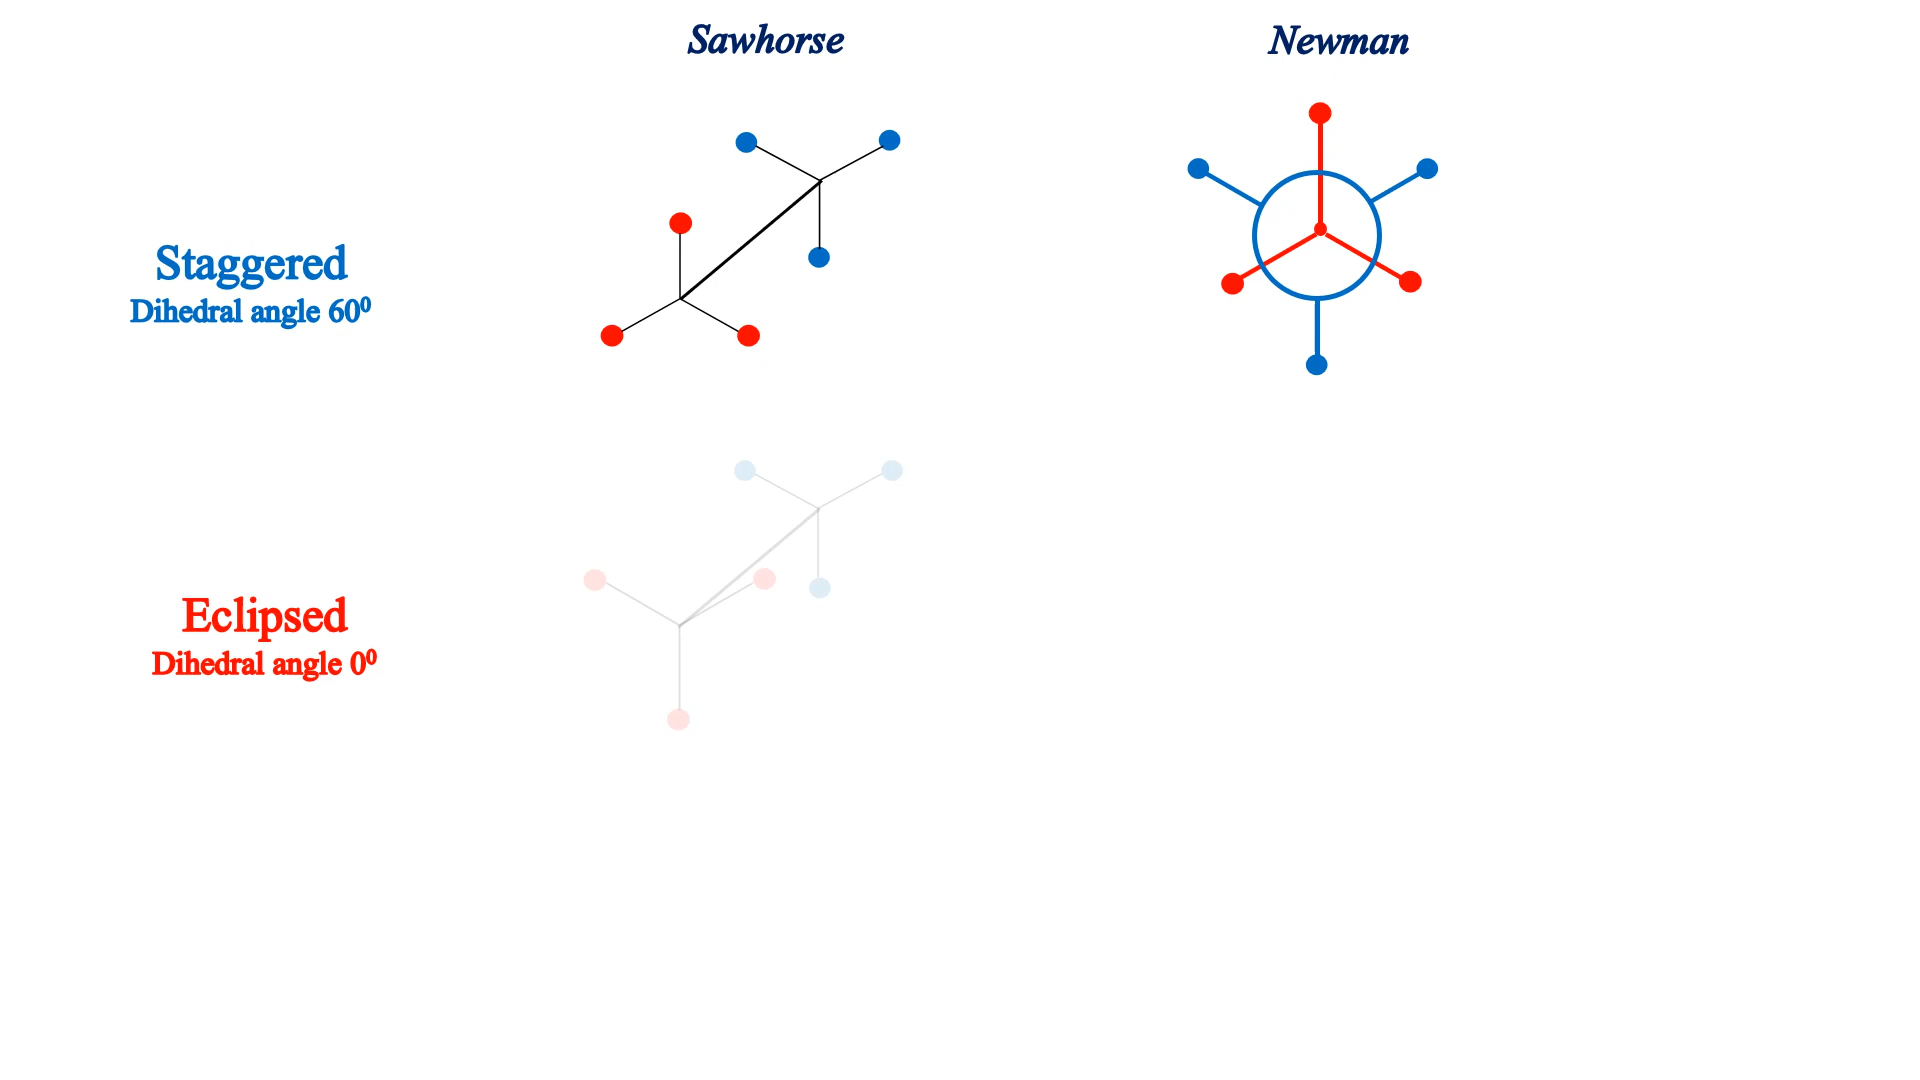 Sawhorse
Newman
Staggered
Dihedral angle 60⁰
Eclipsed
Dihedral angle 0⁰